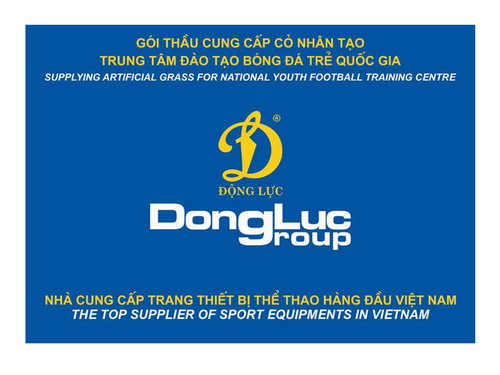 GÓI THẦU CUNG CẤP CỎ NHÂN TẠO
TRUNG TÂM ĐÀO TẠO BÓNG ĐÁ TRẺ QUỐC GIA
SUPPLYING ARTIFICIAL GRASS FOR NATIONAL YOUTH FOOTBALL TRAINING CENTRE
Đ®
ĐỘNG LỰC
DongLuc
group
NHÀ CUNG CẤP TRANG THIẾT BỊ THỂ THAO HÀNG ĐẦU VIỆT NAM
THE TOP SUPPLIER OF SPORT EQUIPMENTS IN VIETNAM